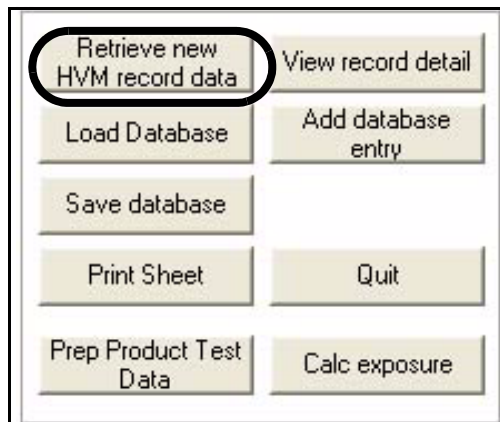 Retrieve new
HVM record data
View record detail
Load Database
Add database
entry
Save database
Print Sheet
Quit
Prep Product Test
Data
Calc exposure